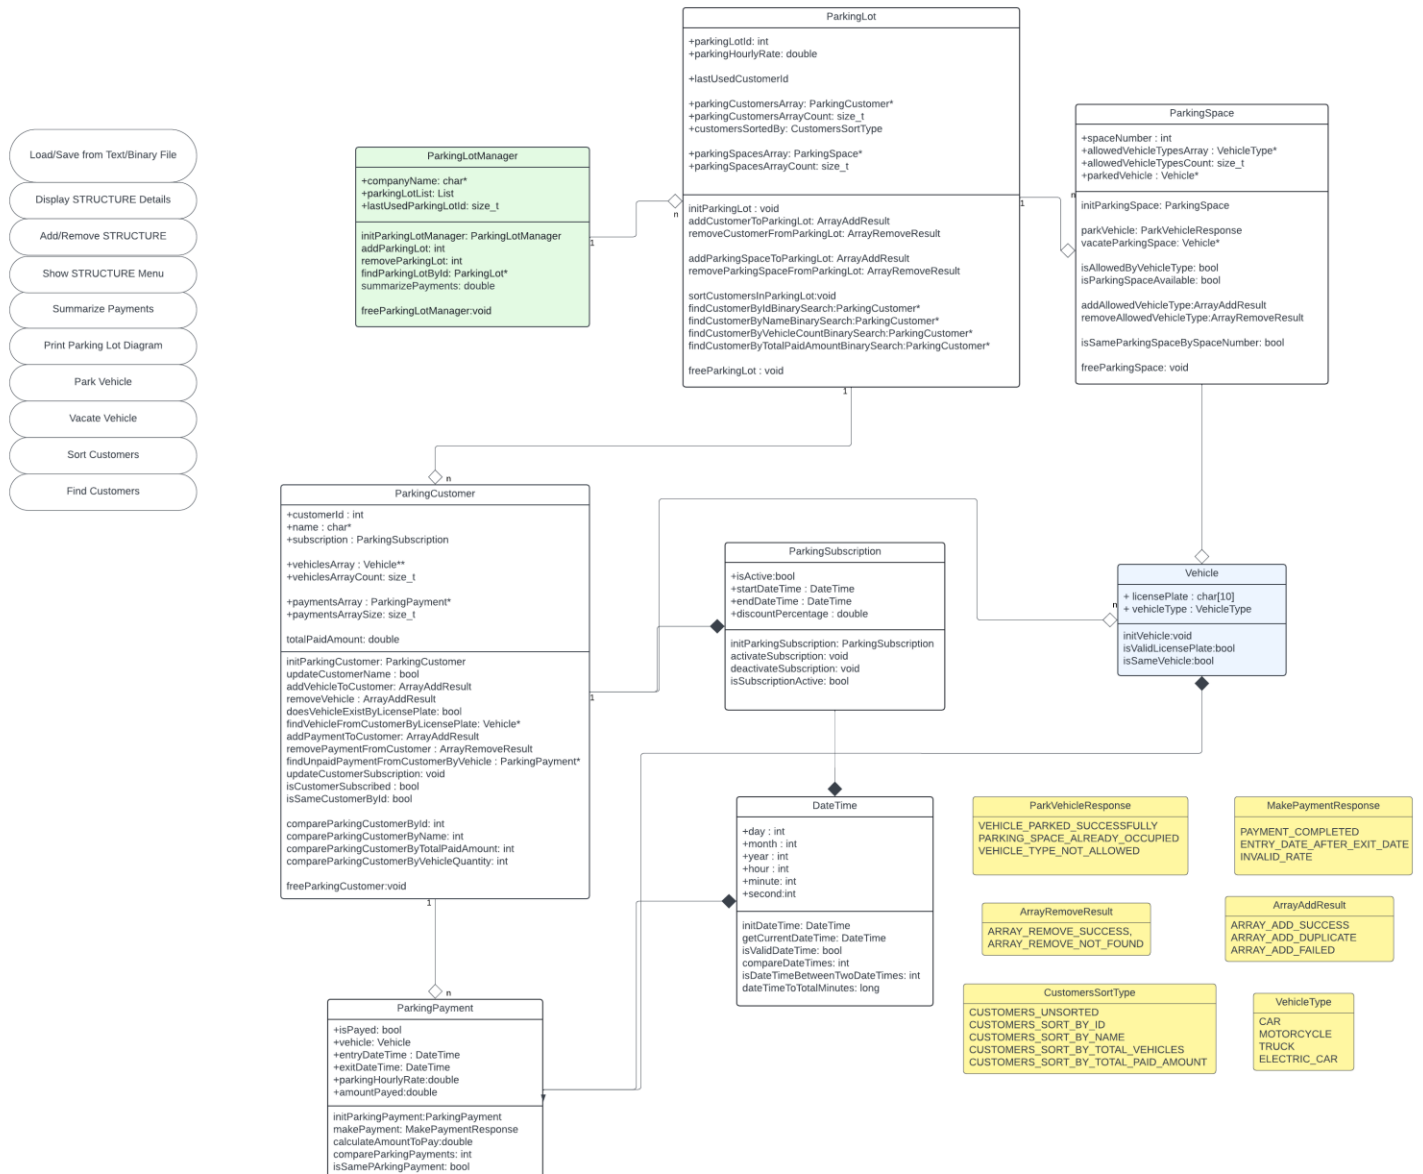 Load/Save from Text/Binary File
Display STRUCTURE Details
Add/Remove STRUCTURE
Show STRUCTURE Menu
Summarize Payments
Print Parking Lot Diagram
Park Vehicle
Vacate Vehicle
Sort Customers
Find Customers
ParkingLotManager
+companyName: char*
+parkingLotList: List
+lastUsedParkingLotId: size_t
initParkingLotManager: ParkingLotManager
addParkingLot: int
removeParkingLot: int
findParkingLotById: ParkingLot*
summarizePayments: double
freeParkingLotManager:void
1
n
ParkingLot
+parkingLotId: int
+parkingHourlyRate: double
+lastUsedCustomerId
+parkingCustomersArray: ParkingCustomer*
+parkingCustomersArrayCount: size_t
+customersSortedBy: CustomersSortType
+parkingSpacesArray: ParkingSpace*
+parkingSpacesArrayCount: size_t
initParkingLot : void
addCustomerToParkingLot: ArrayAddResult
removeCustomerFromParkingLot: ArrayRemoveResult
addParkingSpaceToParkingLot: ArrayAddResult
removeParkingSpaceFromParkingLot: ArrayRemoveResult
sortCustomersInParkingLot:void
findCustomerByIdBinarySearch:ParkingCustomer*
findCustomerByNameBinarySearch:ParkingCustomer*
findCustomerByVehicleCountBinarySearch:ParkingCustomer*
findCustomerByTotalPaidAmountBinarySearch:ParkingCustomer*
freeParkingLot : void
1
1
n
ParkingSpace
+spaceNumber : int
+allowedVehicleTypesArray : VehicleType*
+allowedVehicleTypesCount: size_t
+parkedVehicle : Vehicle*
initParkingSpace: ParkingSpace
parkVehicle: ParkVehicleResponse
vacateParkingSpace: Vehicle*
isAllowedByVehicleType: bool
isParkingSpaceAvailable: bool
addAllowedVehicleType:ArrayAddResult
removeAllowedVehicleType:ArrayRemoveResult
isSameParkingSpaceBySpaceNumber: bool
freeParkingSpace: void
n
ParkingCustomer
+customerId : int
+name : char*
+subscription : ParkingSubscription
+vehiclesArray : Vehicle**
+vehiclesArrayCount: size_t
+paymentsArray : ParkingPayment*
+paymentsArraySize: size_t
totalPaidAmount: double
initParkingCustomer: ParkingCustomer
updateCustomerName : bool
addVehicleToCustomer: ArrayAddResult
removeVehicle : ArrayAddResult
doesVehicleExistByLicensePlate: bool
findVehicleFromCustomerByLicensePlate: Vehicle*
addPaymentToCustomer: ArrayAddResult
removePaymentFromCustomer : ArrayRemoveResult
findUnpaidPaymentFromCustomerByVehicle : ParkingPayment*
updateCustomerSubscription: void
isCustomerSubscribed : bool
isSameCustomerById: bool
compareParkingCustomerById: int
compareParkingCustomerByName: int
compareParkingCustomerByTotalPaidAmount: int
compareParkingCustomerByVehicleQuantity: int
freeParkingCustomer:void
1
1
ParkingSubscription
+isActive:bool
+startDateTime : DateTime
+endDateTime : DateTime
+discountPercentage : double
initParkingSubscription: ParkingSubscription
activateSubscription: void
deactivateSubscription: void
isSubscriptionActive: bool
n
Vehicle
+ licensePlate : char[10]
+ vehicleType : VehicleType
initVehicle:void
isValidLicensePlate:bool
isSameVehicle:bool
DateTime
+day : int
+month : int
+year : int
+hour : int
+minute: int
+second:int
initDateTime: DateTime
getCurrentDateTime: DateTime
isValidDateTime: bool
compareDateTimes: int
isDateTimeBetweenTwoDateTimes: int
dateTimeToTotalMinutes: long
ParkVehicleResponse
VEHICLE_PARKED_SUCCESSFULLY
PARKING_SPACE_ALREADY_OCCUPIED
VEHICLE_TYPE_NOT_ALLOWED
MakePaymentResponse
PAYMENT_COMPLETED
ENTRY_DATE_AFTER_EXIT_DATE
INVALID_RATE
ArrayRemoveResult
ARRAY_REMOVE_SUCCESS,
ARRAY_REMOVE_NOT_FOUND
ArrayAddResult
ARRAY_ADD_SUCCESS
ARRAY_ADD_DUPLICATE
ARRAY_ADD_FAILED
CustomersSortType
CUSTOMERS_UNSORTED
CUSTOMERS_SORT_BY_ID
CUSTOMERS_SORT_BY_NAME
CUSTOMERS_SORT_BY_TOTAL_VEHICLES
CUSTOMERS_SORT_BY_TOTAL_PAID_AMOUNT
VehicleType
CAR
MOTORCYCLE
TRUCK
ELECTRIC_CAR
n
ParkingPayment
+isPayed: bool
+vehicle: Vehicle
+entryDateTime : DateTime
+exitDateTime: DateTime
+parkingHourlyRate:double
+amountPayed:double
initParkingPayment:ParkingPayment
makePayment: MakePaymentResponse
calculateAmountToPay:double
compareParkingPayments: int
isSamePArkingPayment: bool